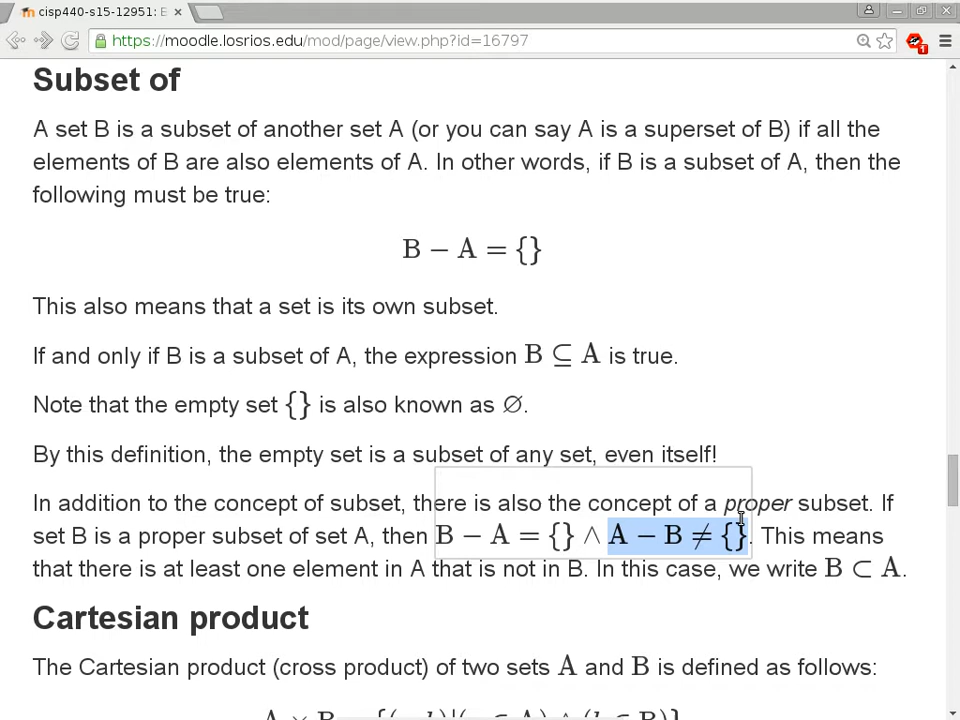 cisp440-s15-12951: B
https://moodle.losrios.edu/mod/page/view.php?id=16797
Subset of
A set B is a subset of another set A (or you can say A is a superset of B) if all the
elements of B are also elements of A. In other words, if B is a subset of A, then the
following must be true:
B − A = {}
This also means that a set is its own subset.
If and only if B is a subset of A, the expression B ⊆ A is true.
Note that the empty set {} is also known as ∅.
By this definition, the empty set is a subset of any set, even itself!
In addition to the concept of subset, there is also the concept of a proper subset. If
set B is a proper subset of set A, then B − A = {} ∧ A − B ≠ {}. This means
that there is at least one element in A that is not in B. In this case, we write B ⊂ A.
Cartesian product
The Cartesian product (cross product) of two sets A and B is defined as follows: